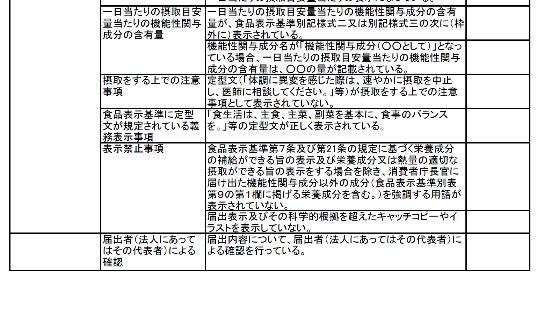 一日当たりの摂取目安
量当たりの機能性関与
成分の含有量
一日当たりの摂取目安量当たりの機能性関与成分の含有
量が、食品表示基準別記様式二又は別記様式三の次に(枠
外に)表示されている。
機能性関与成分名が「機能性関与成分(〇〇として)」となっ
ている場合、一日当たりの摂取目安量当たりの機能性関与
成分の含有量は、〇〇の量が記載されている。
摂取をする上での注意
事項
定型文(「体調に異変を感じた際は、速やかに摂取を中止
し、医師に相談してください。」等)が摂取をする上での注意
事項として表示されていない。
食品表示基準に定型
文が規定されている義
務表示事項
「食生活は、主食、主菜、副菜を基本に、食事のバランス
を。」等の定型文が正しく表示されている。
表示禁止事項
食品表示基準第7条及び第21条の規定に基づく栄養成分
の補給ができる旨の表示及び栄養成分又は熱量の適切な
摂取ができる旨の表示をする場合を除き、消費者庁長官に
届け出た機能性関与成分以外の成分(食品表示基準別表
第9の第1欄に掲げる栄養成分を含む。)を強調する用語が
表示されていない。
届出表示及びその科学的根拠を超えたキャッチコピーやイ
ラストを表示していない。
届出者(法人にあって
はその代表者)による
確認
届出内容について、届出者(法人にあってはその代表者)に
よる確認を行っている。